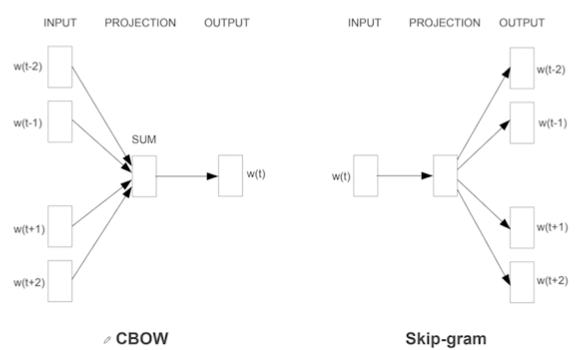 INPUT PROJECTION OUTPUT
w(t-2)
w(t-1)
SUM
w(t)
w(t+1)
w(t+2)
CBOW
INPUT PROJECTION OUTPUT
w(t-2)
w(t-1)
w(t)
w(t+1)
w(t+2)
Skip-gram